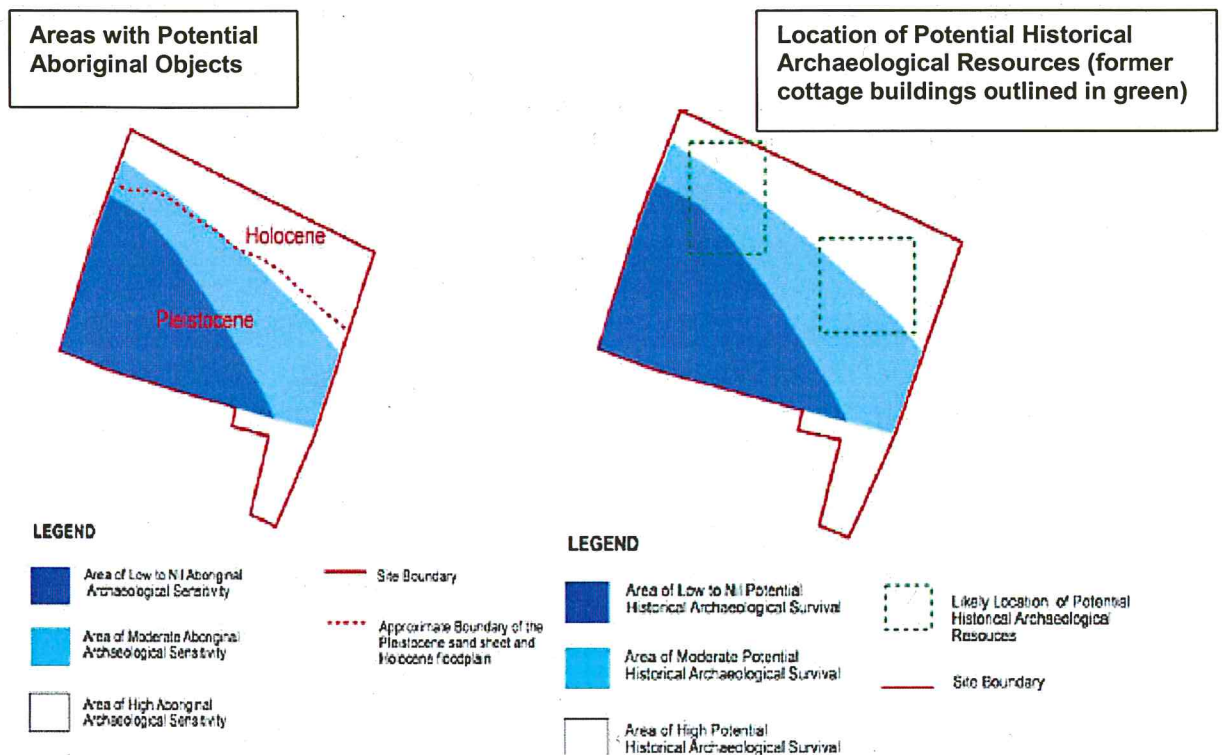 Areas with Potential
Aboriginal Objects
Holocene
Pleistocene
LEGEND
Area of Low to Nil Aboriginal
Archaeological Sensitivity
Area of Moderate Aboriginal
Archaeological Sensitivity
Area of High Aboriginal
Archaeological Sensitivity
Site Boundary
Approximate Boundary of the
Pleistocene sand sheet and
Holocene floodplain
Location of Potential Historical
Archaeological Resources (former
cottage buildings outlined in green)
LEGEND
Area of Low to Nil Potential
Historical Archaeological Survival
Area of Moderate Potential
Historical Archaeological Survival
Area of High Potential
Historical Archaeological Survival
Likely Location of Potential
Historical Archaeological
Resouces
Site Boundary